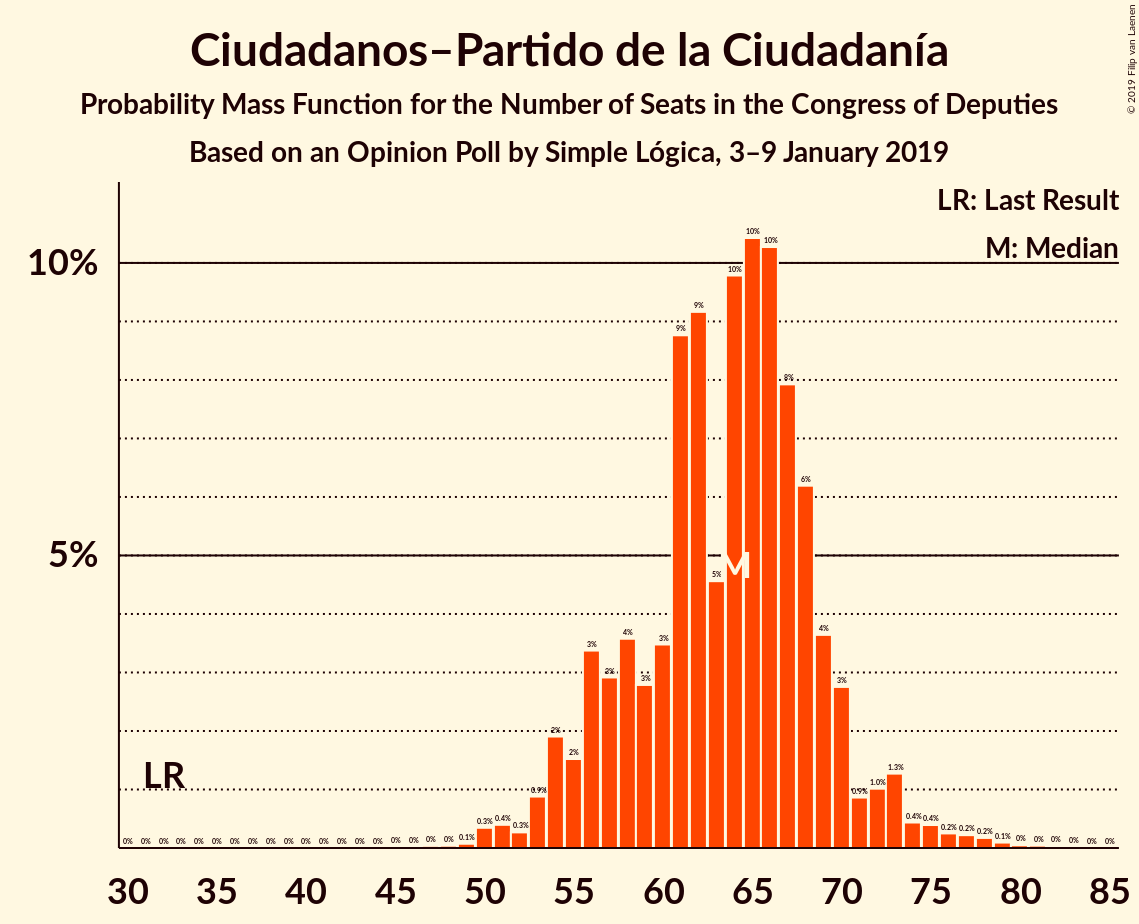 Ciudadanos–Partido de la Ciudadanía
Probability Mass Function for the Number of Seats in the Congress of Deputies
Based on an Opinion Poll by Simple Lógica, 3–9 January 2019
© 2019 Filip van Laenen
LR: Last Result
M: Median
10%
5%
0% 0% 0% 0% 0% 0% 0% 0% 0% 0% 0% 0% 0% 0% 0% 0% 0% 0% 0% 0.1% 0.3% 0.4% 0.3% 0.9% 2% 2% 3% 3% 4% 3% 3% 9% 9% 5% 10% 10% 10% 8% 6% 4% 3% 0.9% 1.0% 1.3% 0.4% 0.4% 0.2% 0.2% 0.2% 0.1% 0% 0% 0% 0% 0% 0%
M
LR
30 35 40 45 50 55 60 65 70 75 80 85